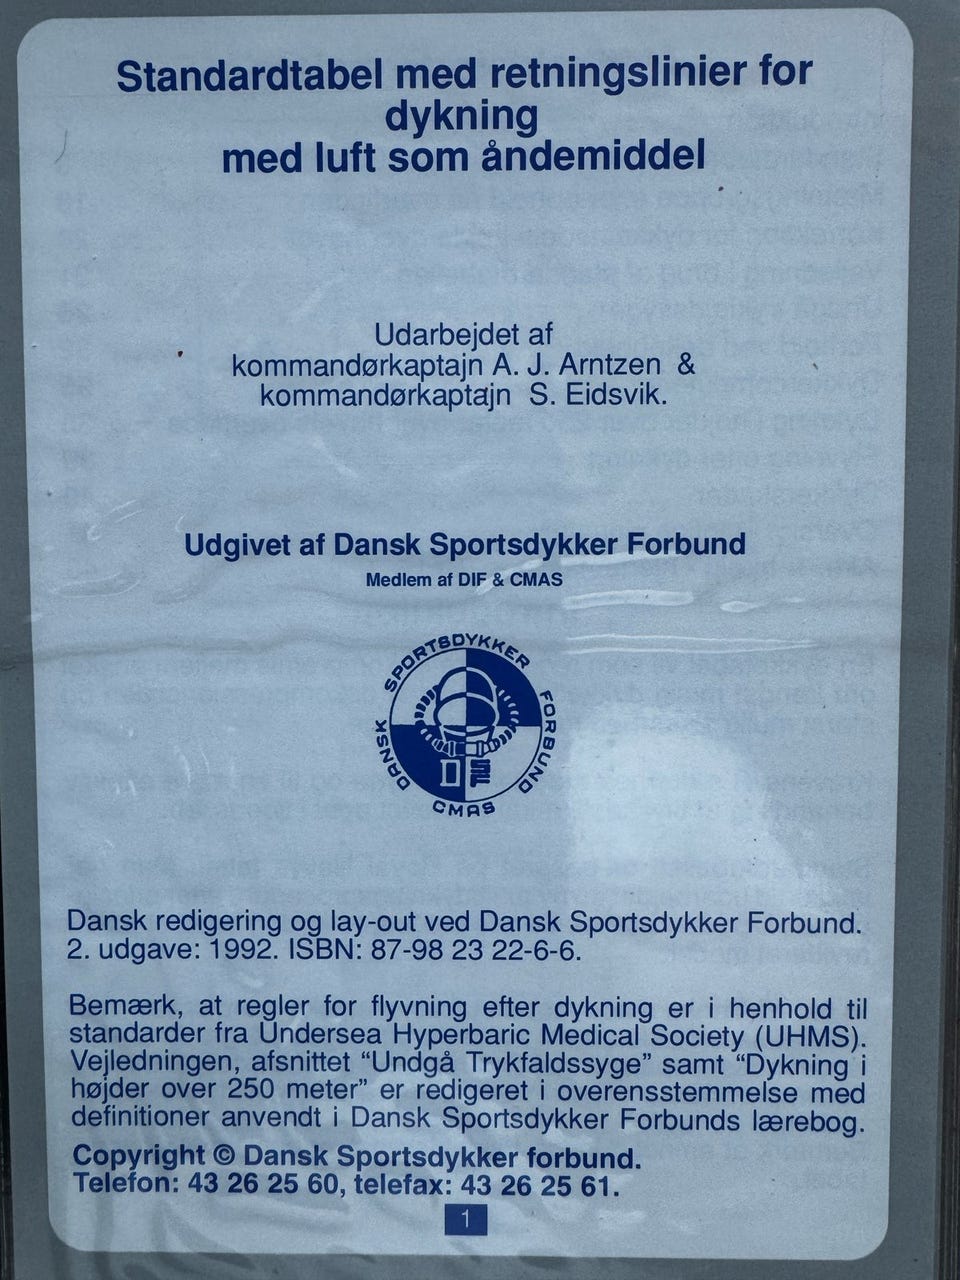 Standardtabel med retningslinier for
dykning
med luft som åndemiddel
Udarbejdet af
kommandørkaptajn A. J. Arntzen &
kommandørkaptajn S. Eidsvik.
Udgivet af Dansk Sportsdykker Forbund
Medlem af DIF & CMAS
DANSK SPORTSDYKKER FORBUND
CMAS
Dansk redigering og lay-out ved Dansk Sportsdykker Forbund.
2. udgave: 1992. ISBN: 87-98 23 22-6-6.
Bemærk, at regler for flyvning efter dykning er i henhold til
standarder fra Undersea Hyperbaric Medical Society (UHMS).
Vejledningen, afsnittet “Undgå Trykfaldssyge” samt “Dykning i
højder over 250 meter” er redigeret i overensstemmelse med
definitioner anvendt i Dansk Sportsdykker Forbunds lærebog.
Copyright © Dansk Sportsdykker forbund.
Telefon: 43 26 25 60, telefax: 43 26 25 61.
1